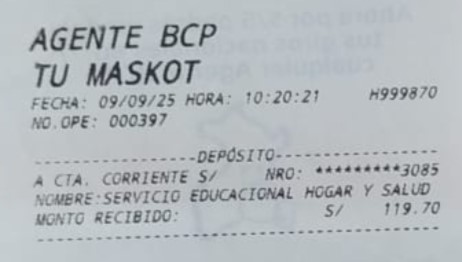 AGENTE BCP
TU MASKOT
FECHA: 09/09/25 HORA: 10:20:21 H999870
NO.OPE: 000397
-----------------DEPÓSITO-----------------
A CTA. CORRIENTE S/ NRO: *********3085
NOMBRE:SERVICIO EDUCACIONAL HOGAR Y SALUD
MONTO RECIBIDO: S/ 119.70
------------------------------------------